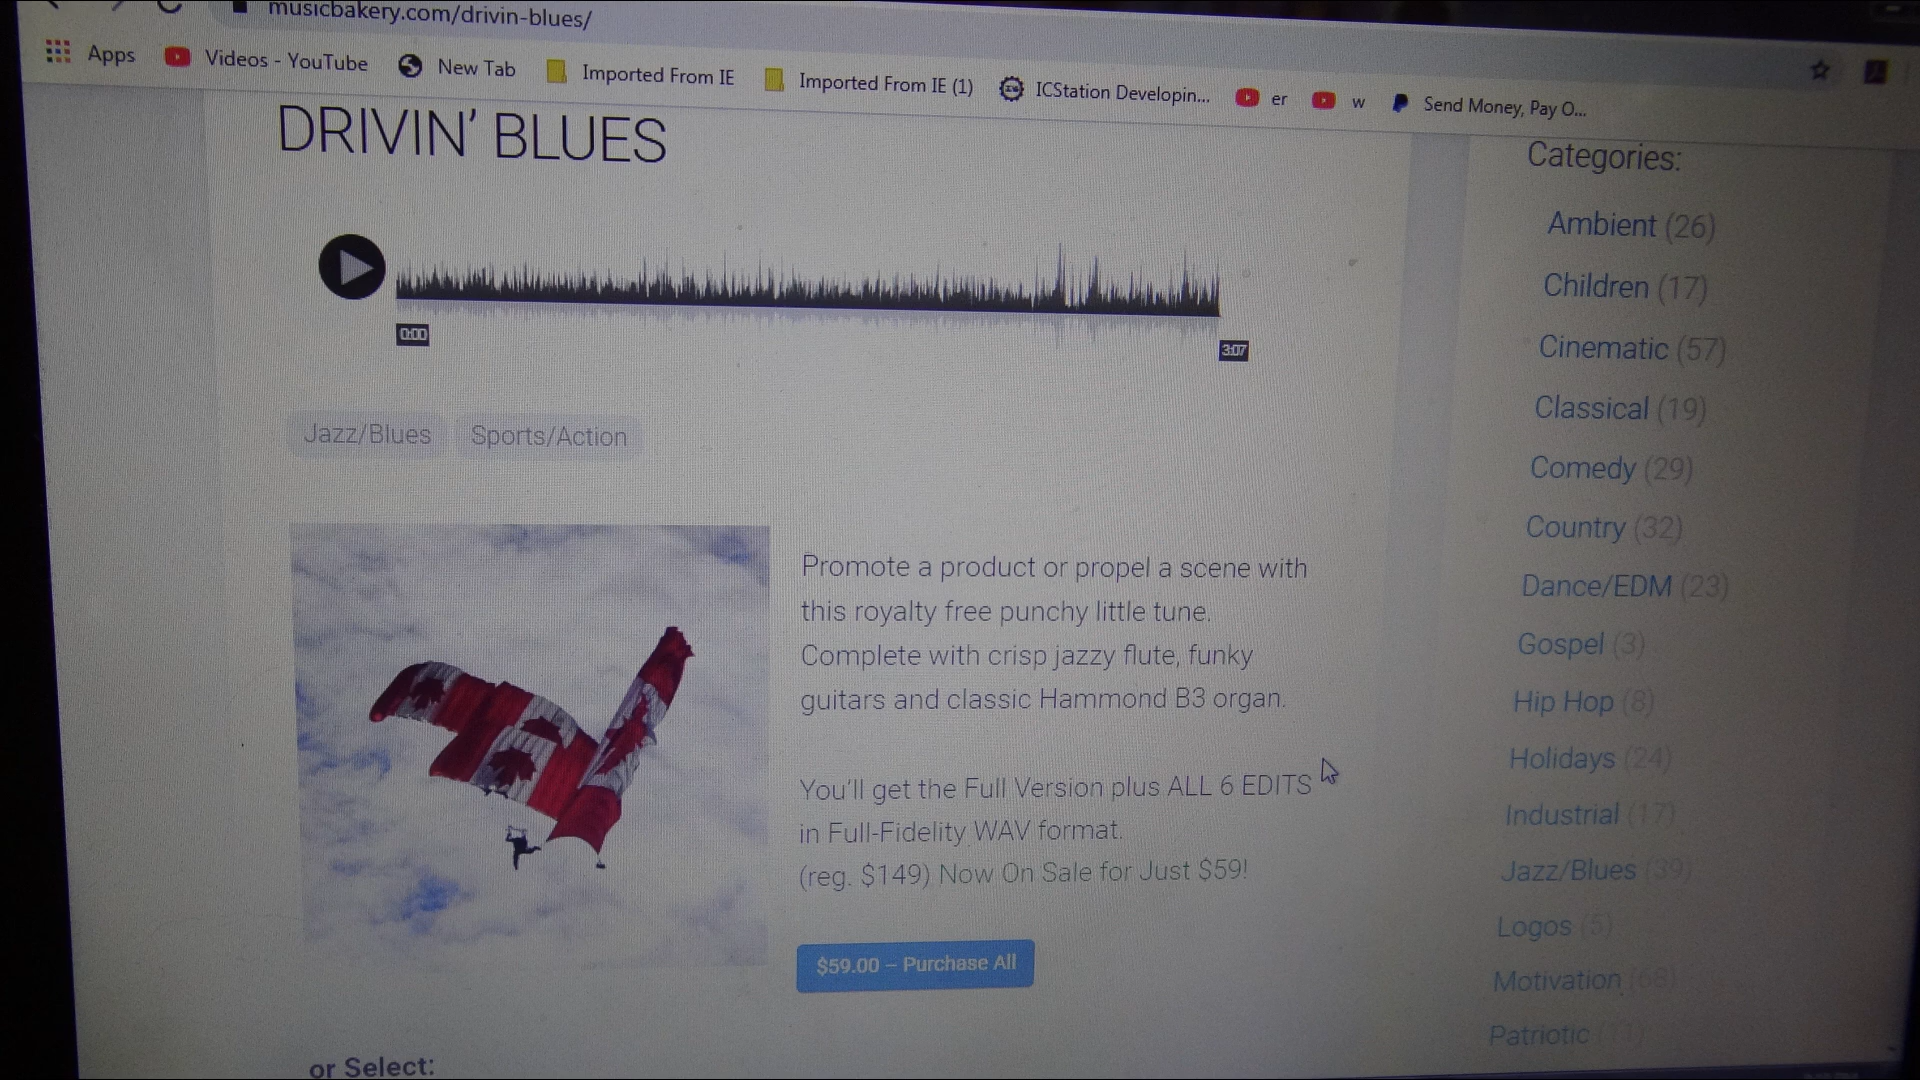 musicbakery.com/drivin-blues/
Apps Videos - YouTube New Tab Imported From IE Imported From IE (1) ICStation Developin... er w Send Money, Pay O...
DRIVIN' BLUES
0:00
3:07
Jazz/Blues Sports/Action
Promote a product or propel a scene with
this royalty free punchy little tune.
Complete with crisp jazzy flute, funky
guitars and classic Hammond B3 organ.
You'll get the Full Version plus ALL 6 EDITS
in Full-Fidelity WAV format.
(reg. $149) Now On Sale for Just $59!
$59.00 – Purchase All
or Select:
Categories:
Ambient (26)
Children (17)
Cinematic (57)
Classical (19)
Comedy (29)
Country (32)
Dance/EDM (23)
Gospel (3)
Hip Hop (8)
Holidays (24)
Industrial (17)
Jazz/Blues (39)
Logos (5)
Motivation (68)
Patriotic